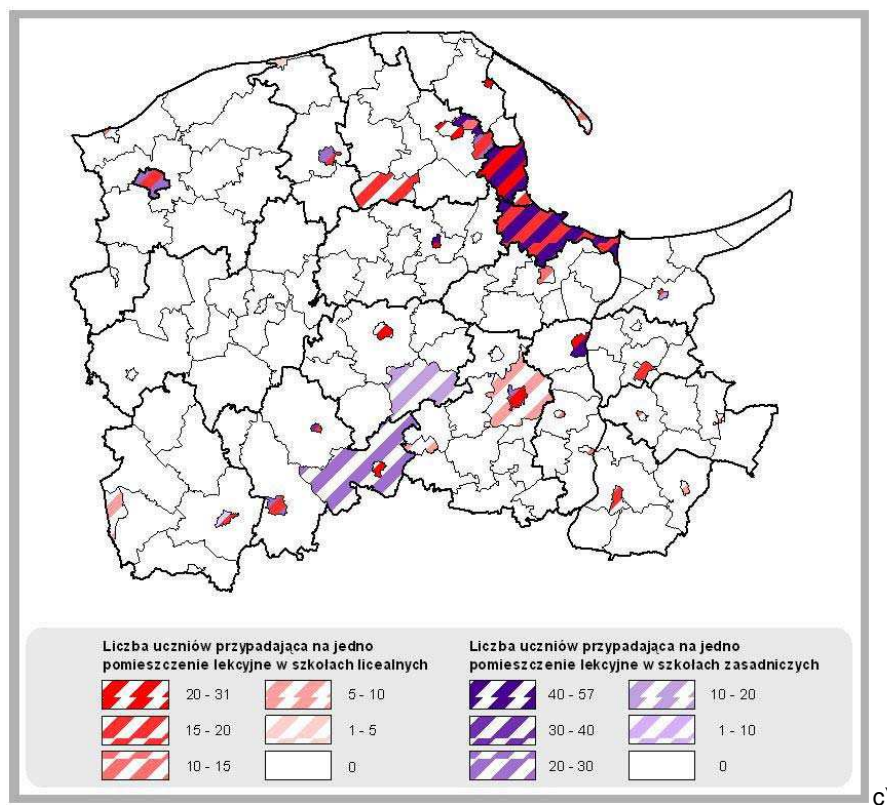 Liczba uczniów przypadająca na jedno
pomieszczenie lekcyjne w szkołach licealnych
20 - 31
5 - 10
15 - 20
1 - 5
10 - 15
0
Liczba uczniów przypadająca na jedno
pomieszczenie lekcyjne w szkołach zasadniczych
40 - 57
10 - 20
30 - 40
1 - 10
20 - 30
0
c